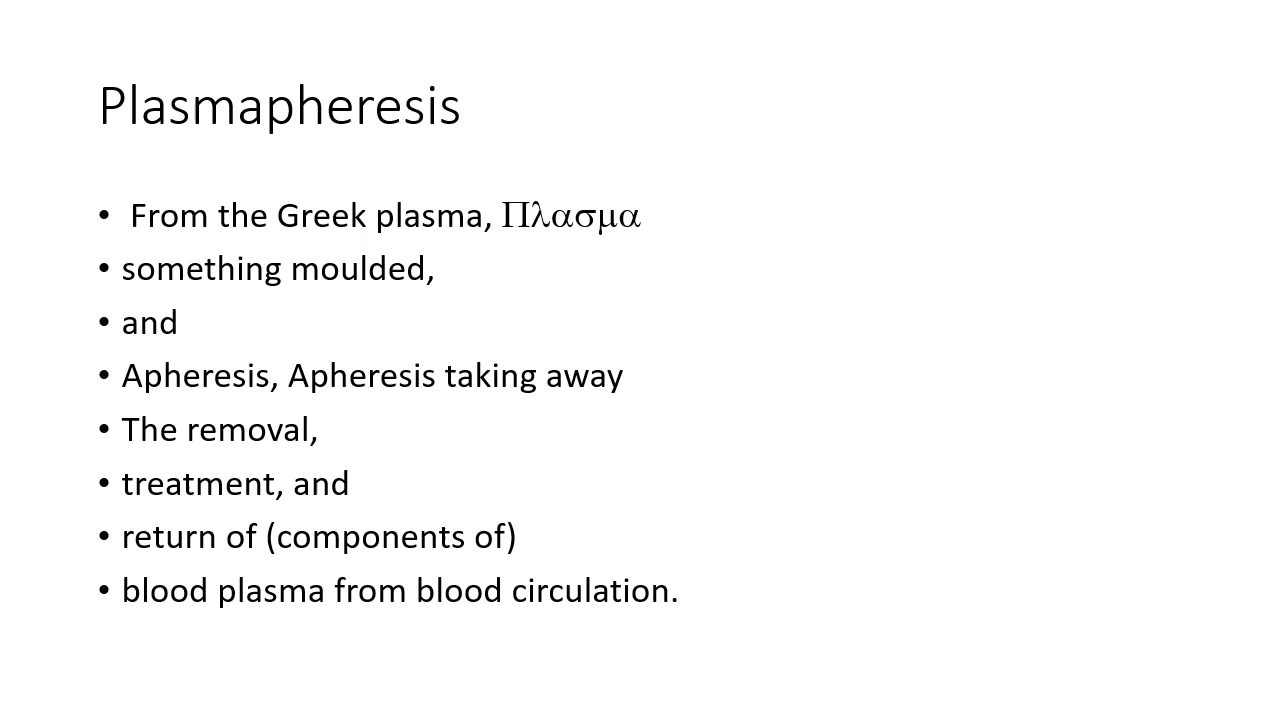 Plasmapheresis
• From the Greek plasma, Πλασμα
• something moulded,
• and
• Apheresis, Apheresis taking away
• The removal,
• treatment, and
• return of (components of)
• blood plasma from blood circulation.